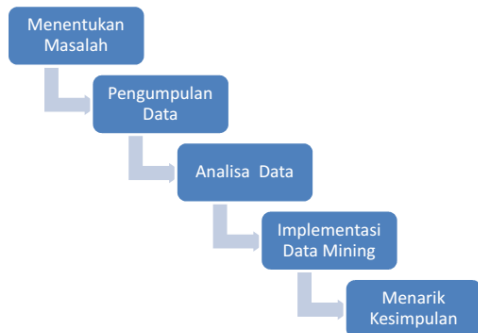 Menentukan
Masalah
Pengumpulan
Data
Analisa Data
Implementasi
Data Mining
Menarik
Kesimpulan